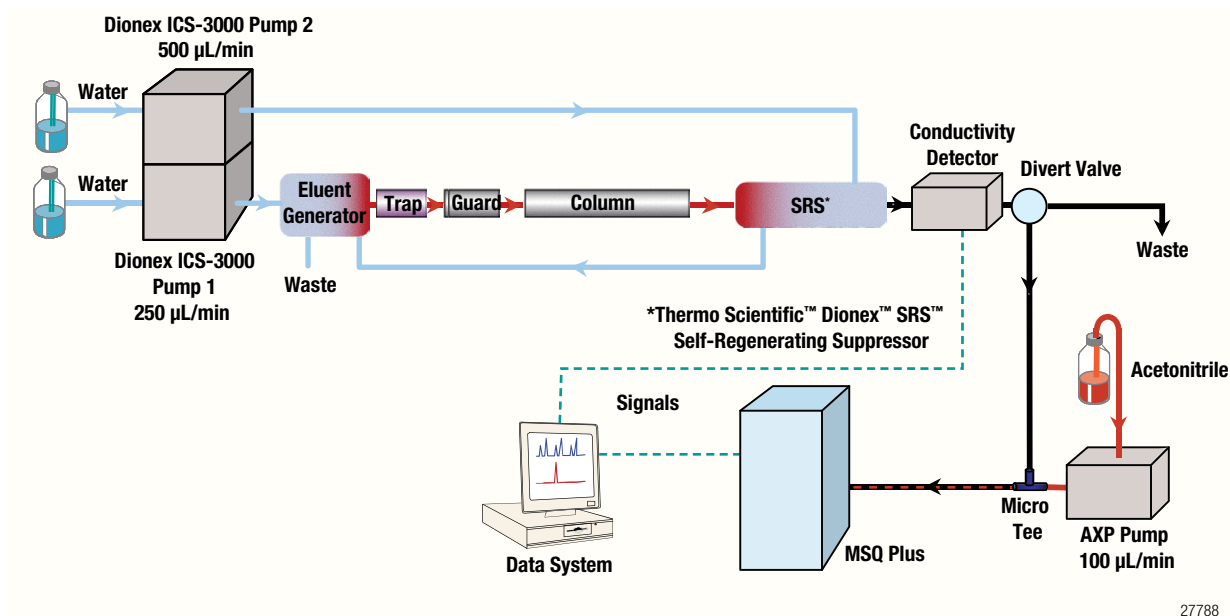 Dionex ICS-3000 Pump 2
500 µL/min
Water
Water
Dionex ICS-3000
Pump 1
250 µL/min
Eluent
Generator
Waste
Trap
Guard
Column
SRS*
Conductivity
Detector
Divert Valve
Waste
*Thermo Scientific™ Dionex™ SRS™
Self-Regenerating Suppressor
Acetonitrile
Signals
Data System
MSQ Plus
Micro
Tee
AXP Pump
100 µL/min
27788